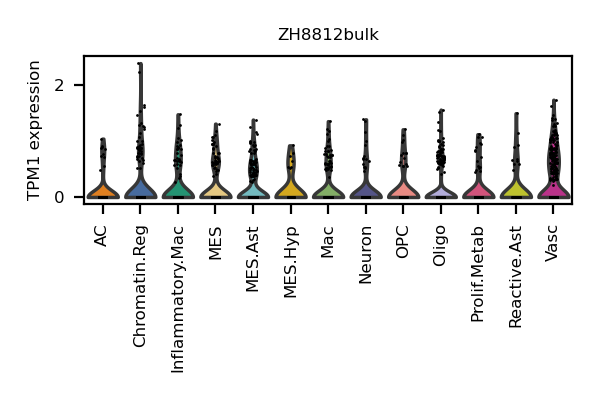 ZH8812bulk
TPM1 expression
2
0
AC
Chromatin.Reg
Inflammatory.Mac
MES
MES.Ast
MES.Hyp
Mac
Neuron
OPC
Oligo
Prolif.Metab
Reactive.Ast
Vasc